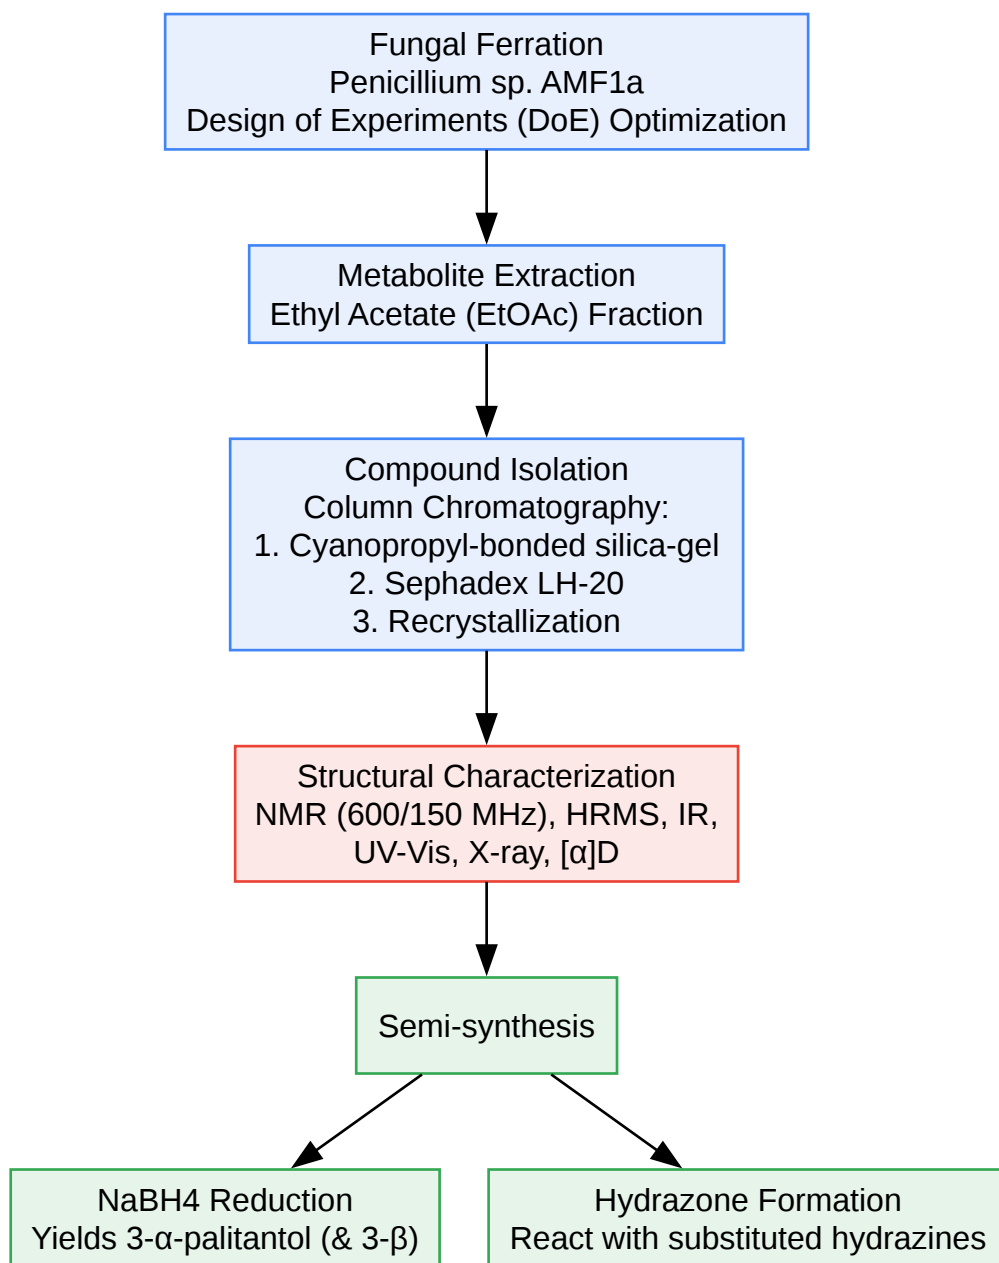 Fungal Ferration
Penicillium sp. AMF1a
Design of Experiments (DoE) Optimization
Metabolite Extraction
Ethyl Acetate (EtOAc) Fraction
Compound Isolation
Column Chromatography:
1. Cyanopropyl-bonded silica-gel
2. Sephadex LH-20
3. Recrystallization
Structural Characterization
NMR (600/150 MHz), HRMS, IR,
UV-Vis, X-ray, [α]D
Semi-synthesis
NaBH4 Reduction
Yields 3-α-palitantol (& 3-β)
Hydrazone Formation
React with substituted hydrazines